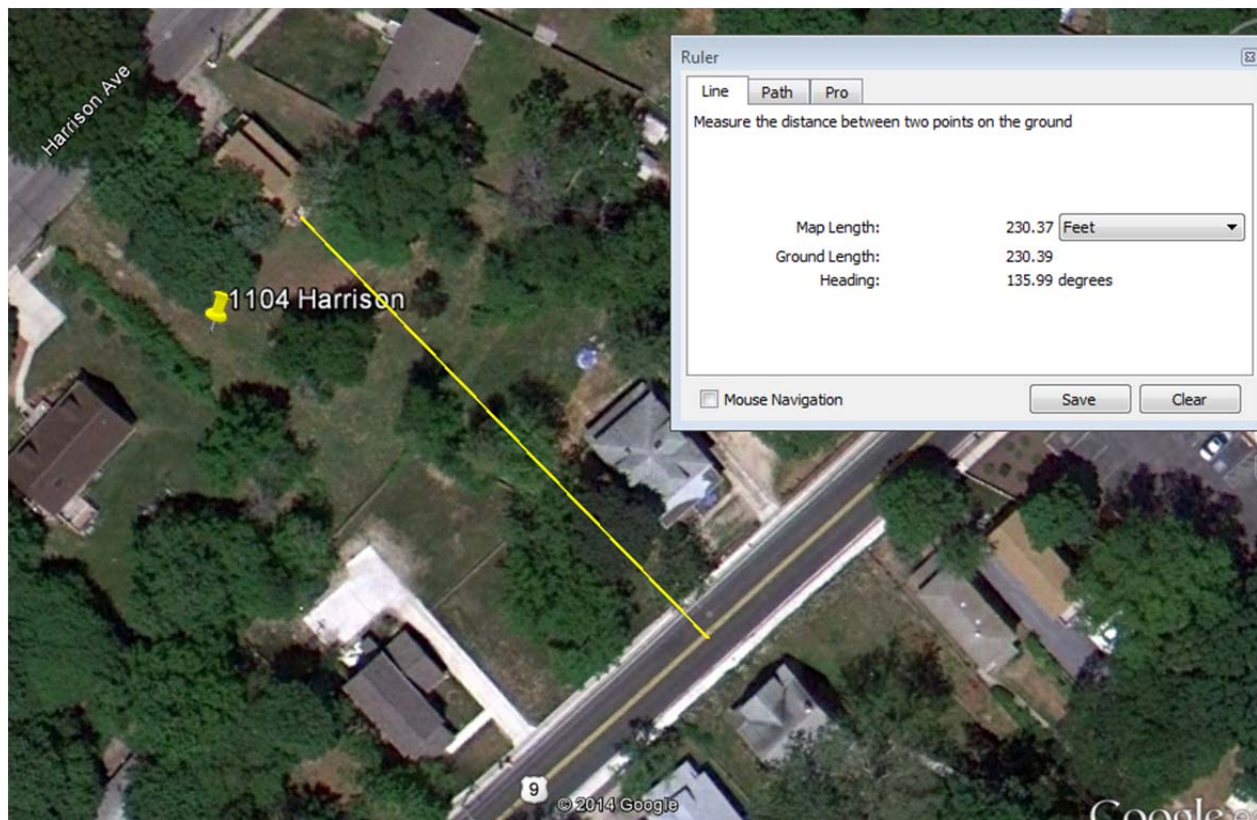 Harrison Ave
1104 Harrison
9
© 2014 Google
Google
Ruler
Line Path Pro
Measure the distance between two points on the ground
Map Length: 230.37 Feet
Ground Length: 230.39
Heading: 135.99 degrees
Mouse Navigation Save Clear